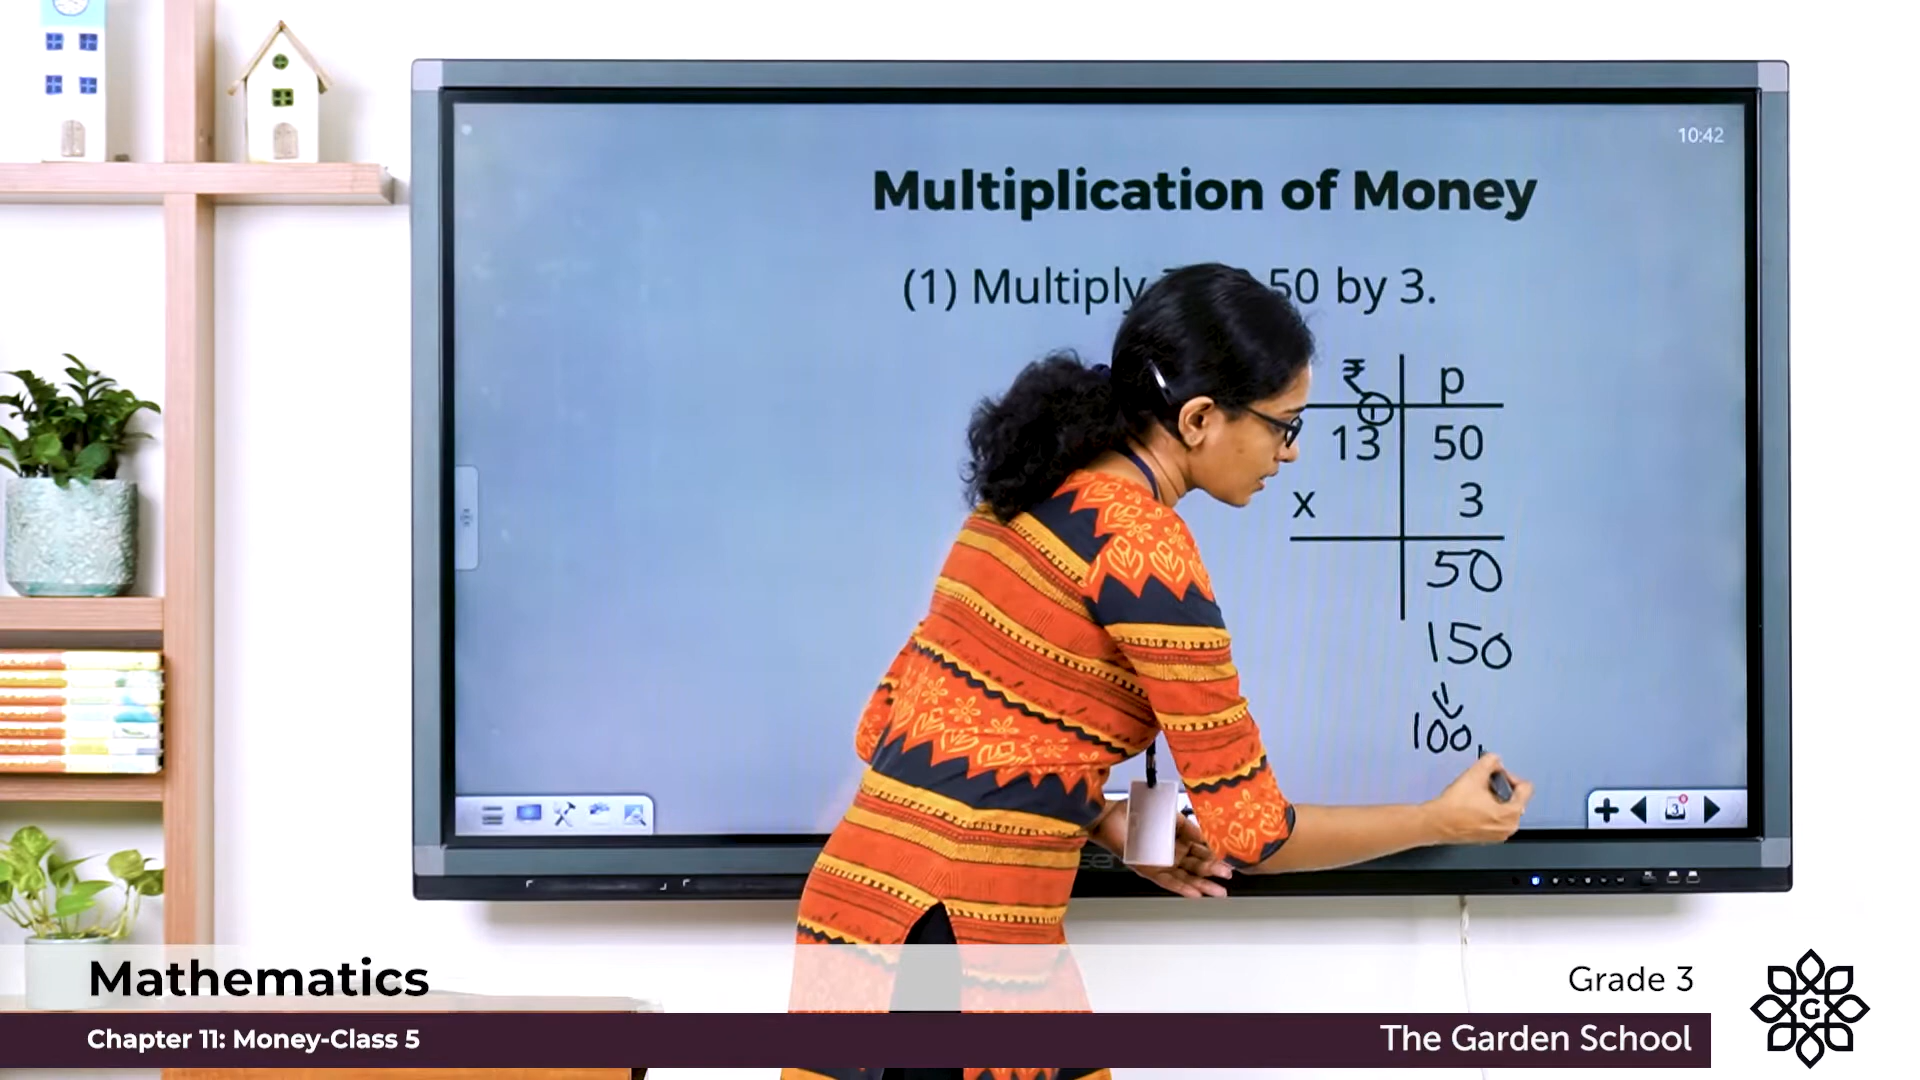 10:42
Multiplication of Money
(1) Multiply 50 by 3.
₹ p
1
13 50
x 3
50
150
100
3
Mathematics
Grade 3
Chapter 11: Money-Class 5
The Garden School
G